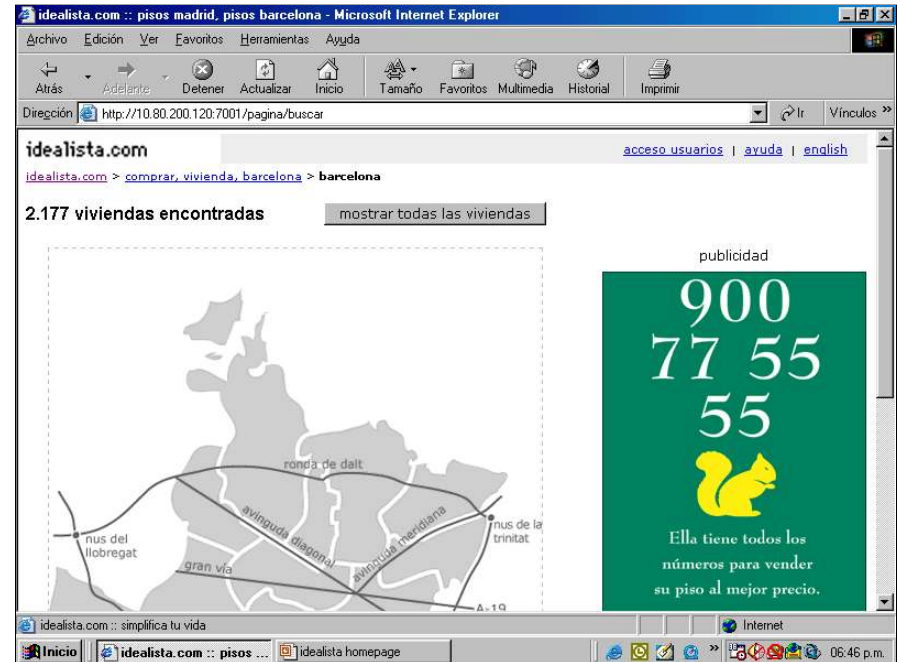 idealista.com :: pisos madrid, pisos barcelona - Microsoft Internet Explorer
Archivo Edición Ver Favoritos Herramientas Ayuda
Atrás Adelante Detener Actualizar Inicio Tamaño Favoritos Multimedia Historial Imprimir
Dirección http://10.80.200.120:7001/pagina/buscar Ir Vínculos »
idealista.com
acceso usuarios | ayuda | english
idealista.com > comprar, vivienda, barcelona > barcelona
2.177 viviendas encontradas
mostrar todas las viviendas
publicidad
900
77 55
55
Ella tiene todos los
números para vender
su piso al mejor precio.
ronda de dalt
nus del
llobregat
avinguda diagonal
avinguda meridiana
nus de la
trinitat
gran vía
A-19
idealista.com :: simplifica tu vida
Internet
Inicio
idealista.com :: pisos ...
idealista homepage
»
06:46 p.m.